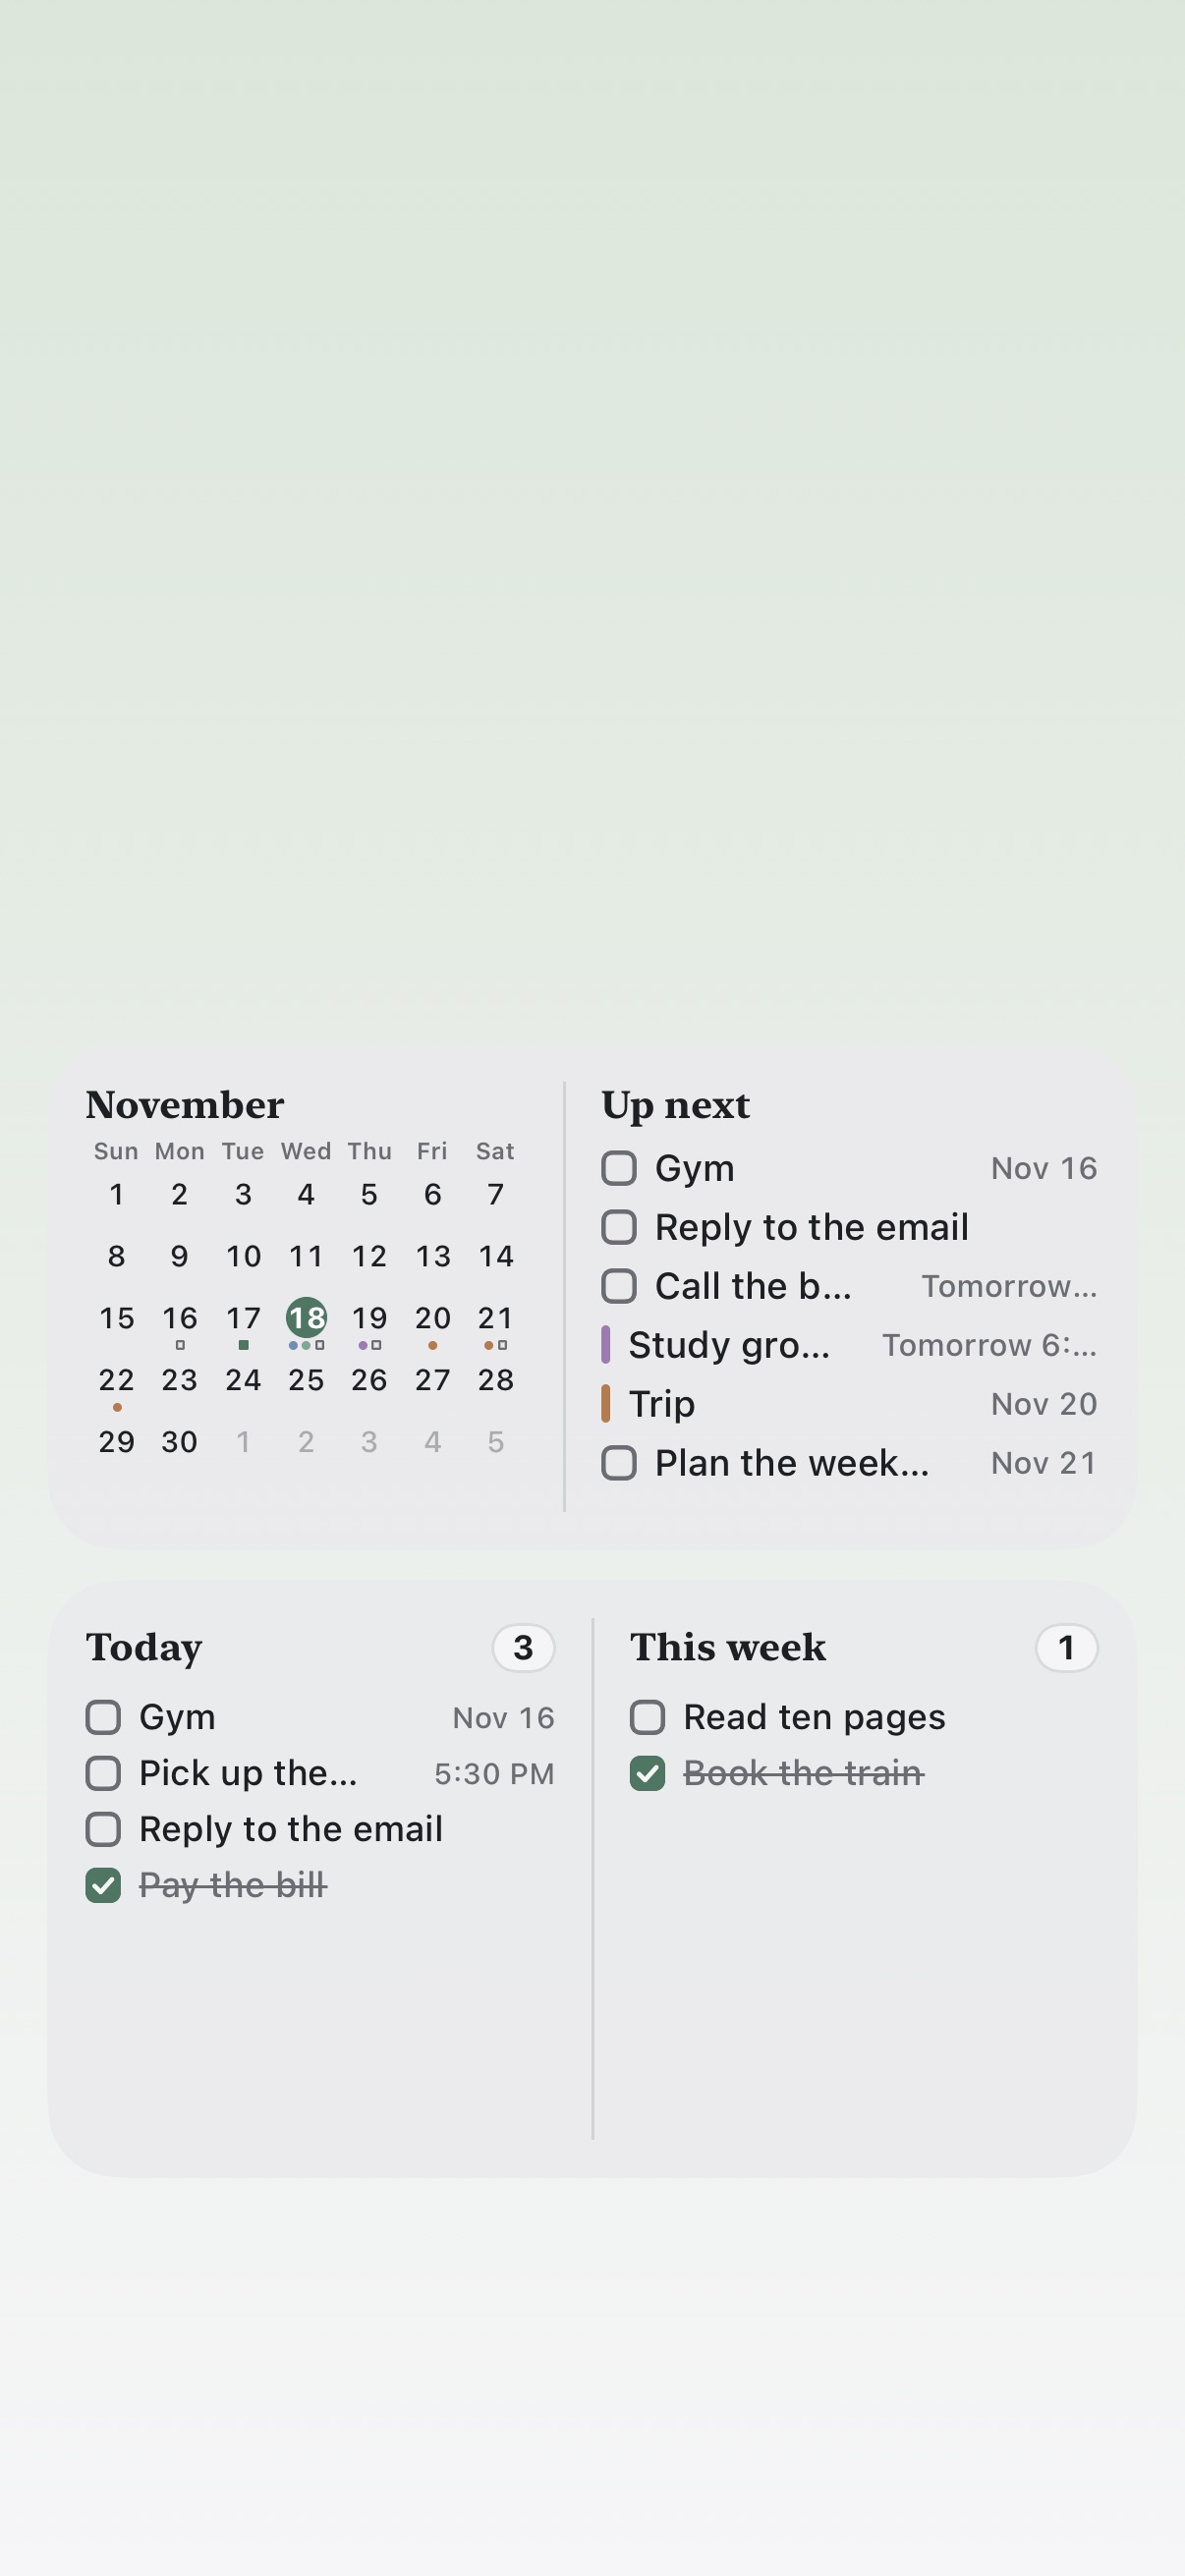 November
Sun Mon Tue Wed Thu Fri Sat
1 2 3 4 5 6 7
8 9 10 11 12 13 14
15 16 17 18 19 20 21
22 23 24 25 26 27 28
29 30 1 2 3 4 5
Up next
Gym Nov 16
Reply to the email
Call the b... Tomorrow...
Study gro... Tomorrow 6:...
Trip Nov 20
Plan the week... Nov 21
Today 3
Gym Nov 16
Pick up the... 5:30 PM
Reply to the email
Pay the bill
This week 1
Read ten pages
Book the train